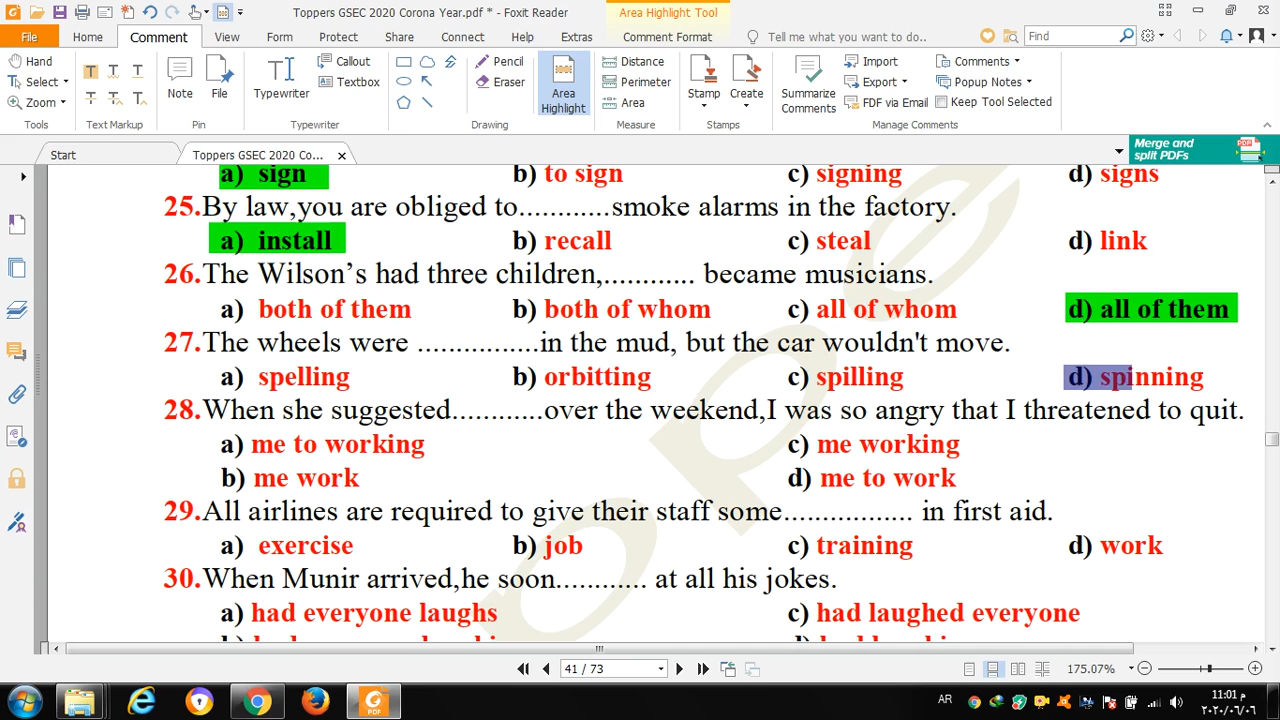 Toppers GSEC 2020 Corona Year.pdf * - Foxit Reader
Area Highlight Tool
File Home Comment View Form Protect Share Connect Help Extras Comment Format Tell me what you want to do.. Find
Hand
Select
Zoom
Tools
T T T
T T T
Text Markup
Note
File
Pin
Typewriter
Callout
Textbox
Typewriter
Pencil
Eraser
Drawing
Area Highlight
Distance
Perimeter
Area
Measure
Stamp
Create
Stamps
Summarize Comments
Import
Export
FDF via Email
Comments
Popup Notes
Keep Tool Selected
Manage Comments
Start
Toppers GSEC 2020 Co...
Merge and split PDFs
a) sign b) to sign c) signing d) signs
25.By law,you are obliged to............smoke alarms in the factory.
a) install b) recall c) steal d) link
26.The Wilson’s had three children,............ became musicians.
a) both of them b) both of whom c) all of whom d) all of them
27.The wheels were ................in the mud, but the car wouldn't move.
a) spelling b) orbitting c) spilling d) spinning
28.When she suggested............over the weekend,I was so angry that I threatened to quit.
a) me to working c) me working
b) me work d) me to work
29.All airlines are required to give their staff some................. in first aid.
a) exercise b) job c) training d) work
30.When Munir arrived,he soon............ at all his jokes.
a) had everyone laughs c) had laughed everyone
41 / 73
175.07%
AR
11:01 م
٢٠٢٠/٠٦/٠٦